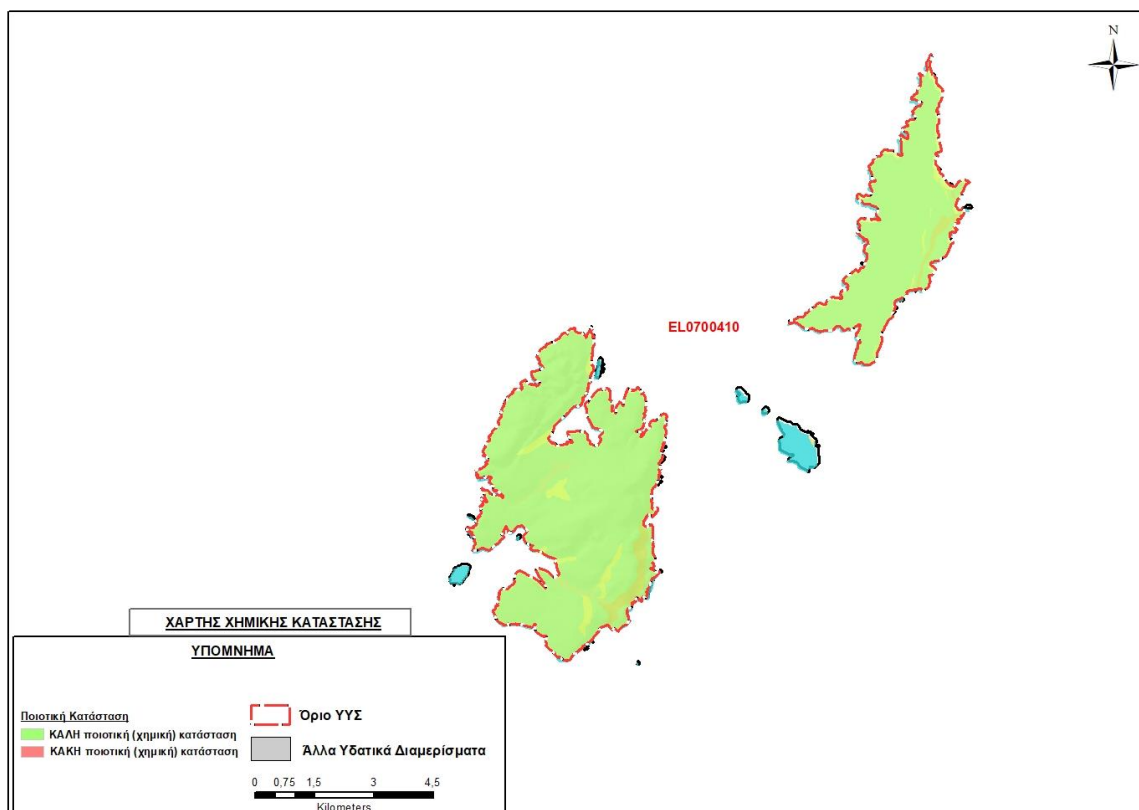 N
EL0700410
ΧΑΡΤΗΣ ΧΗΜΙΚΗΣ ΚΑΤΑΣΤΑΣΗΣ
ΥΠΟΜΝΗΜΑ
Ποιοτική Κατάσταση
ΚΑΛΗ ποιοτική (χημική) κατάσταση
ΚΑΚΗ ποιοτική (χημική) κατάσταση
Όριο ΥΥΣ
Άλλα Υδατικά Διαμερίσματα
0 0,75 1,5 3 4,5
Kilometers